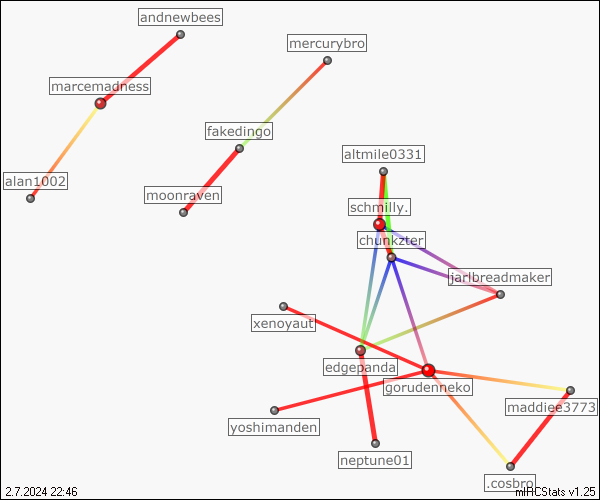 andnewbees
mercurybro
marcemadness
fakedingo
altmile0331
alan1002
moonraven
schmilly.
chunkzter
jarlbreadmaker
xenoyaut
edgepanda
gorudenneko
maddiee3773
yoshimanden
neptune01
.cosbro
2.7.2024 22:46
mIRCStats v1.25